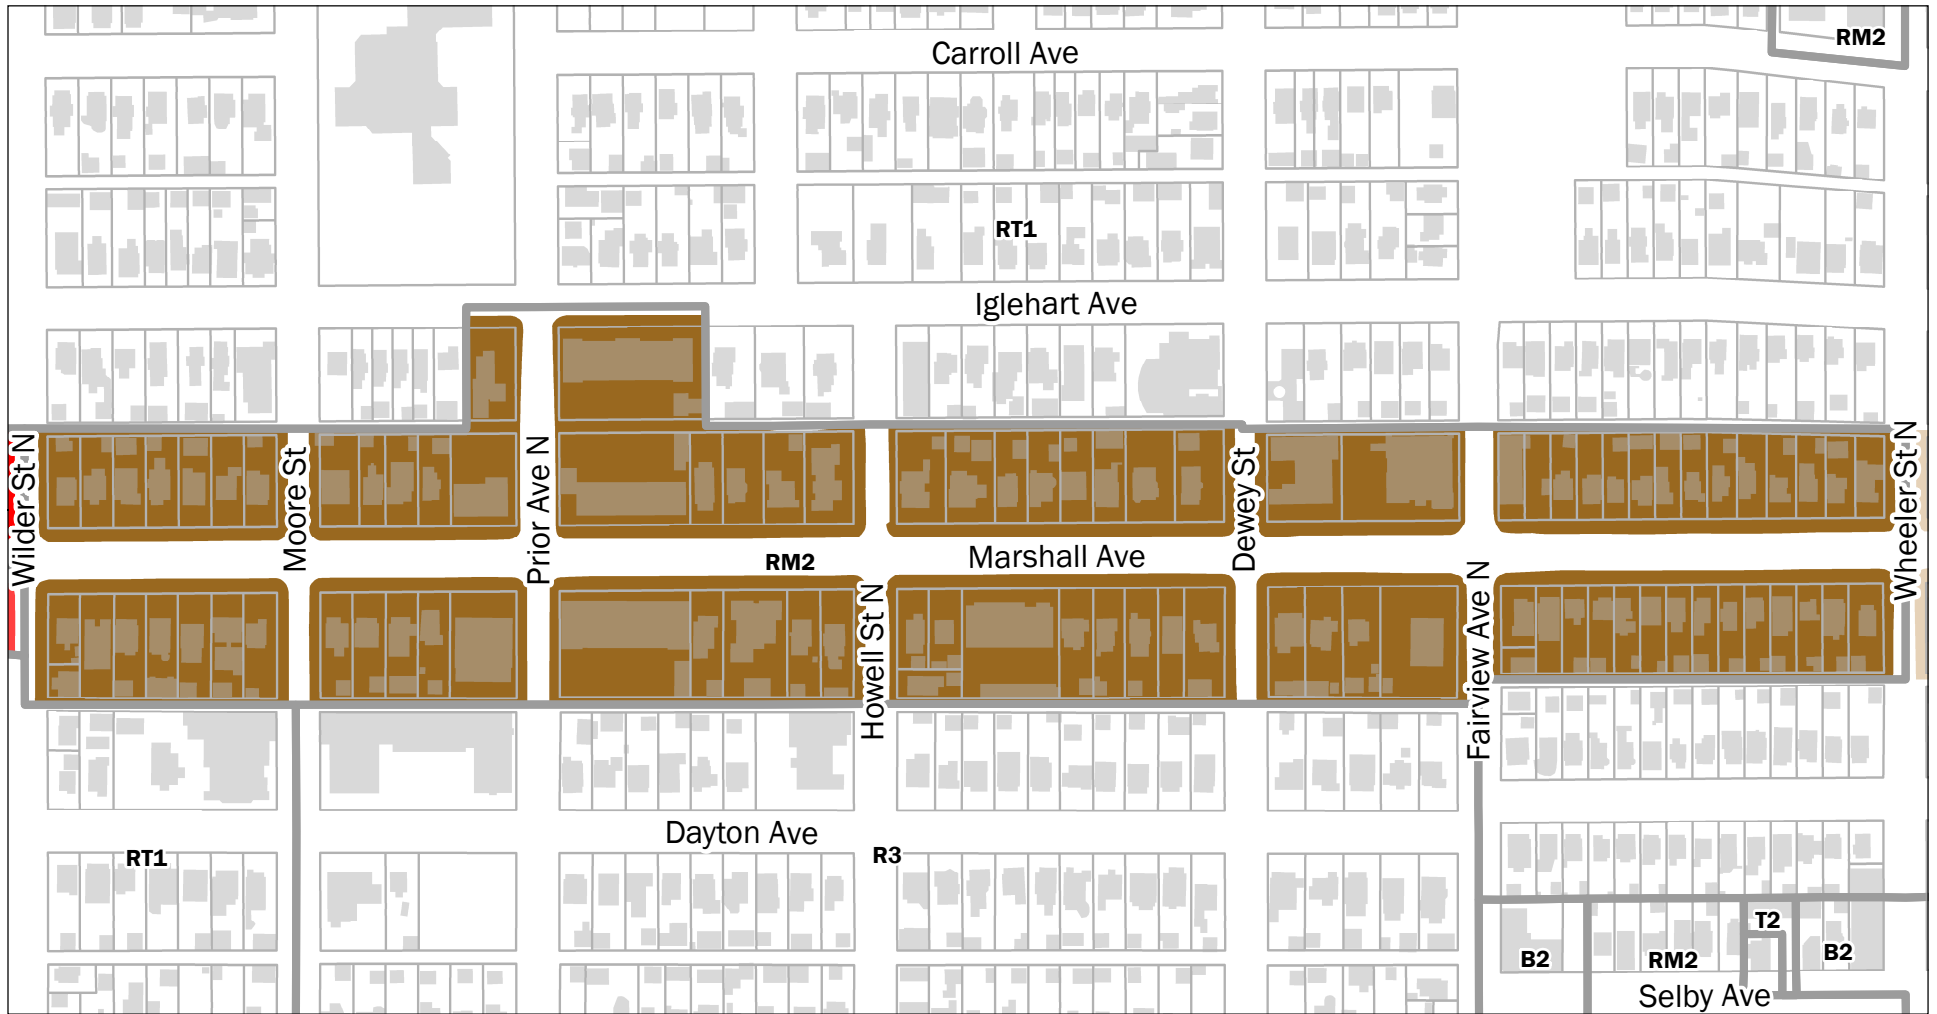 RM2
Carroll Ave
RT1
Iglehart Ave
Wilder St N
Moore St
Prior Ave N
Dewey St
Wheeler St N
RM2
Marshall Ave
Howell St N
Fairview Ave N
Dayton Ave
RT1
R3
T2
B2
RM2
B2
Selby Ave